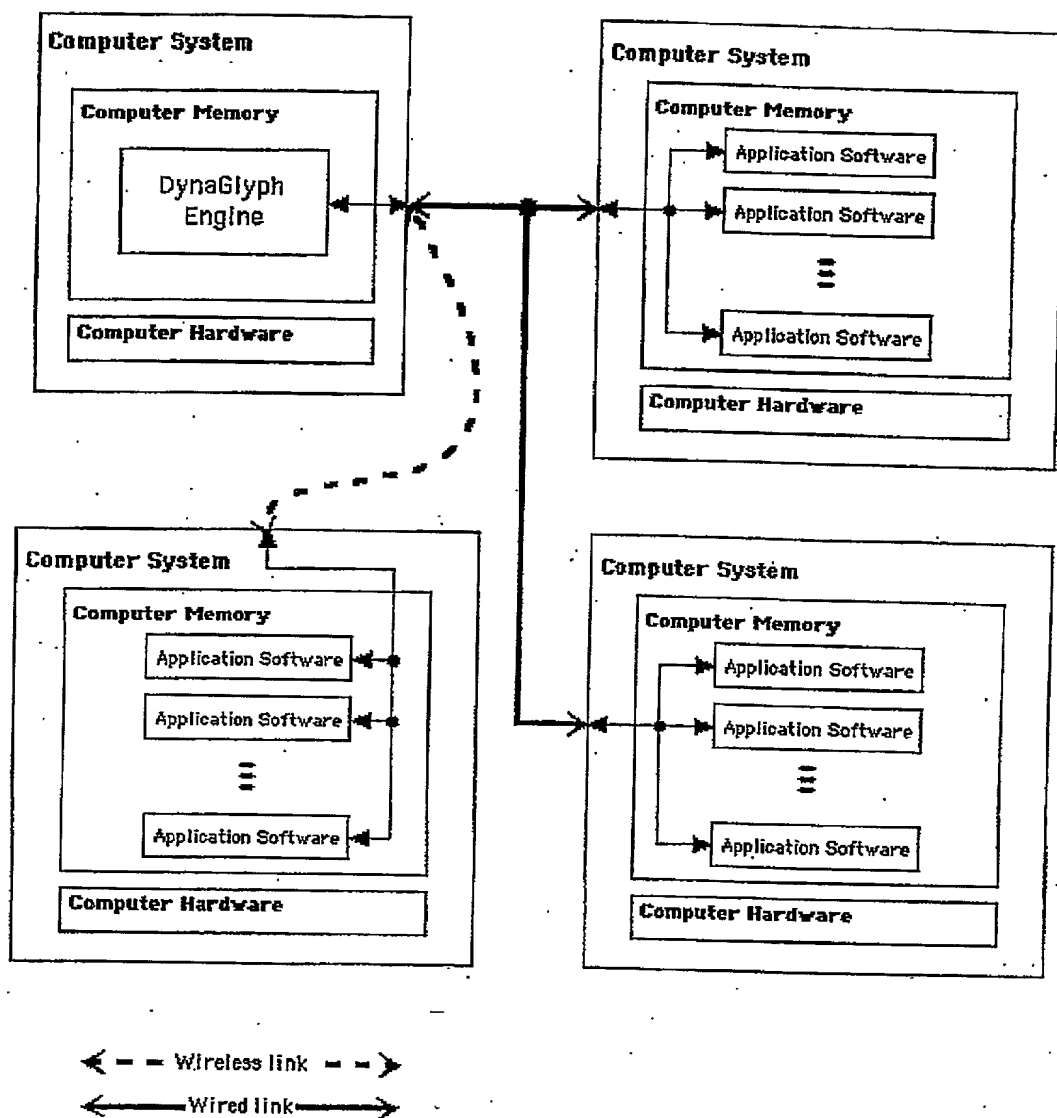 Computer System
Computer Memory
DynaGlyph
Engine
Computer Hardware
Computer System
Computer Memory
Application Software
Application Software
Application Software
Computer Hardware
Computer System
Computer Memory
Application Software
Application Software
Application Software
Computer Hardware
Computer System
Computer Memory
Application Software
Application Software
Application Software
Computer Hardware
Wireless link
Wired link